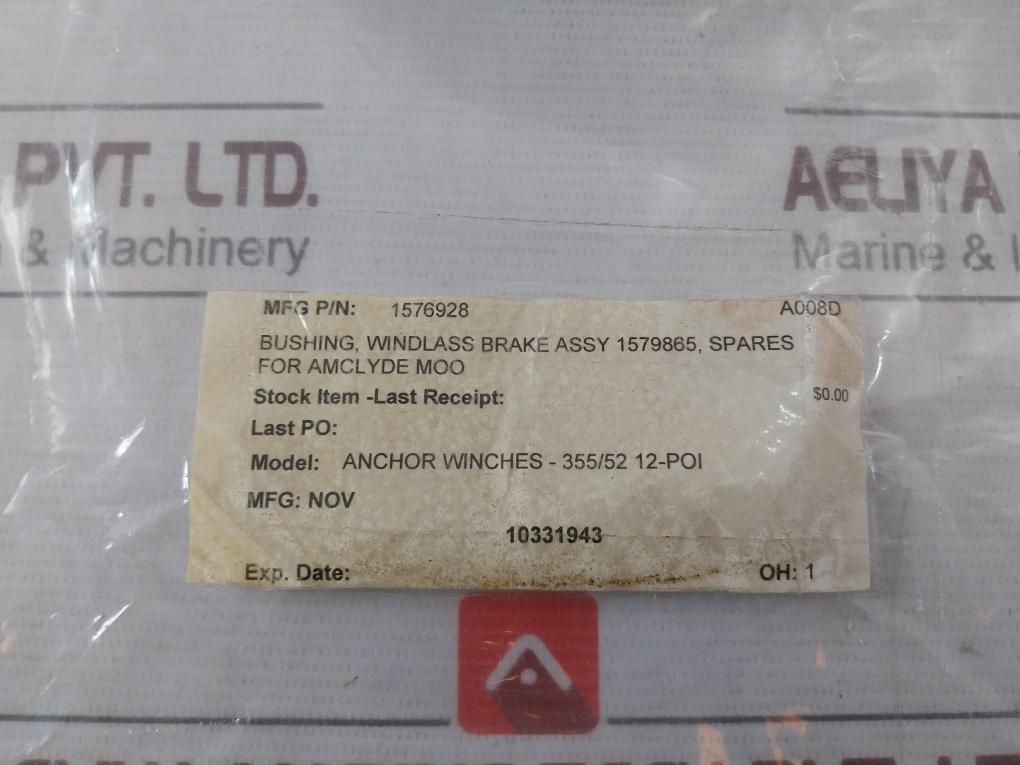 PVT. LTD.
AELIYA
& Machinery
Marine &
MFG P/N: 1576928 A008D
BUSHING, WINDLASS BRAKE ASSY 1579865, SPARES
FOR AMCLYDE MOO
Stock Item -Last Receipt: $0.00
Last PO:
Model: ANCHOR WINCHES - 355/52 12-POI
MFG: NOV
10331943
Exp. Date: OH: 1